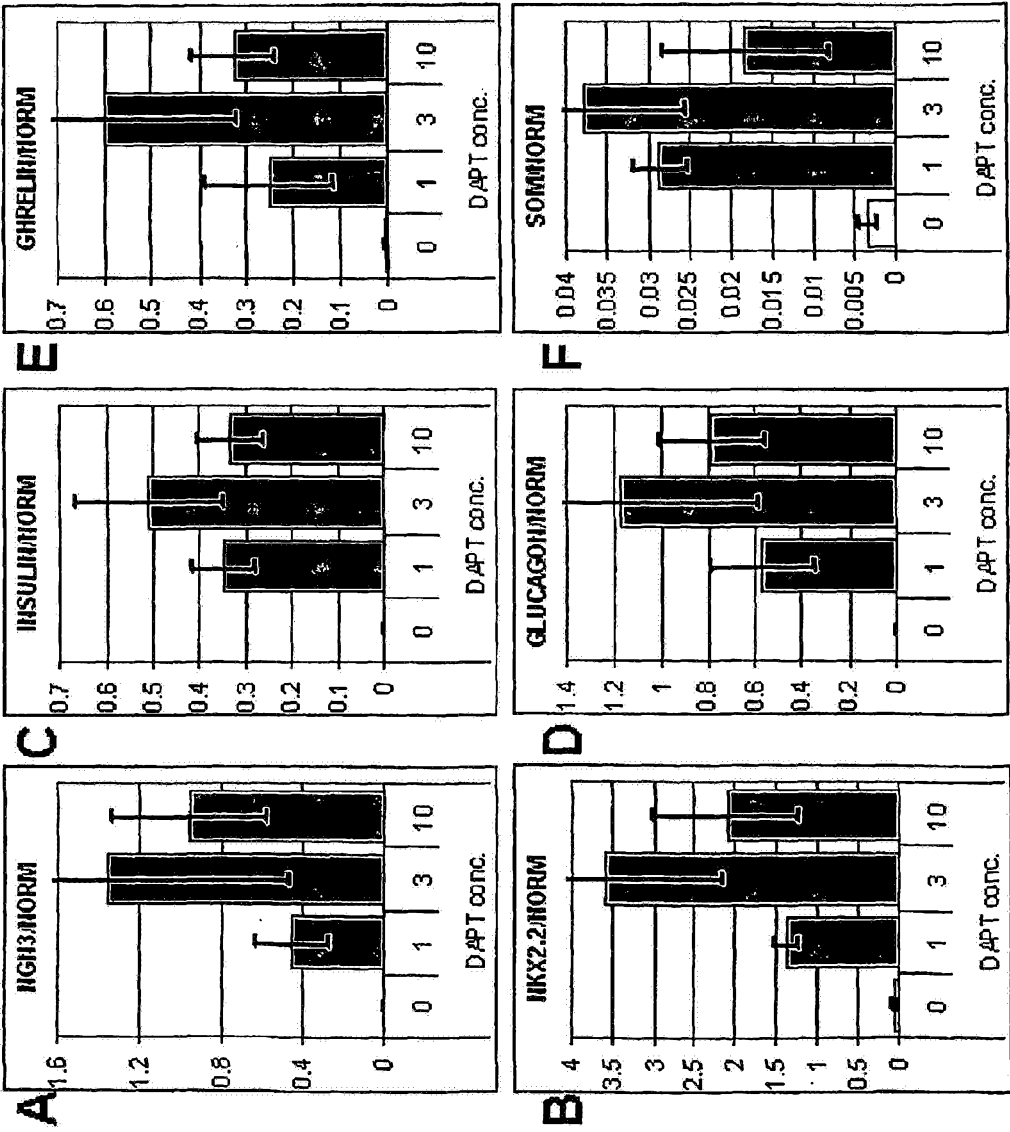 A
NGN3/NORM
1.6
1.2
0.8
0.4
0
0 1 3 10
DAPT conc.
C
INSULIN/NORM
0.7
0.6
0.5
0.4
0.3
0.2
0.1
0
0 1 3 10
DAPT conc.
E
GHRELIN/NORM
0.7
0.6
0.5
0.4
0.3
0.2
0.1
0
0 1 3 10
DAPT conc.
B
NKX2.2/NORM
4
3.5
3
2.5
2
1.5
1
0.5
0
0 1 3 10
DAPT conc.
D
GLUCAGON/NORM
1.4
1.2
1
0.8
0.6
0.4
0.2
0
0 1 3 10
DAPT conc.
F
SOM/NORM
0.04
0.035
0.03
0.025
0.02
0.015
0.01
0.005
0
0 1 3 10
DAPT conc.